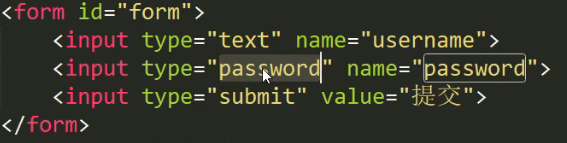 <form id="form">
<input type="text" name="username">
<input type="password" name="password">
<input type="submit" value="提交">
</form>